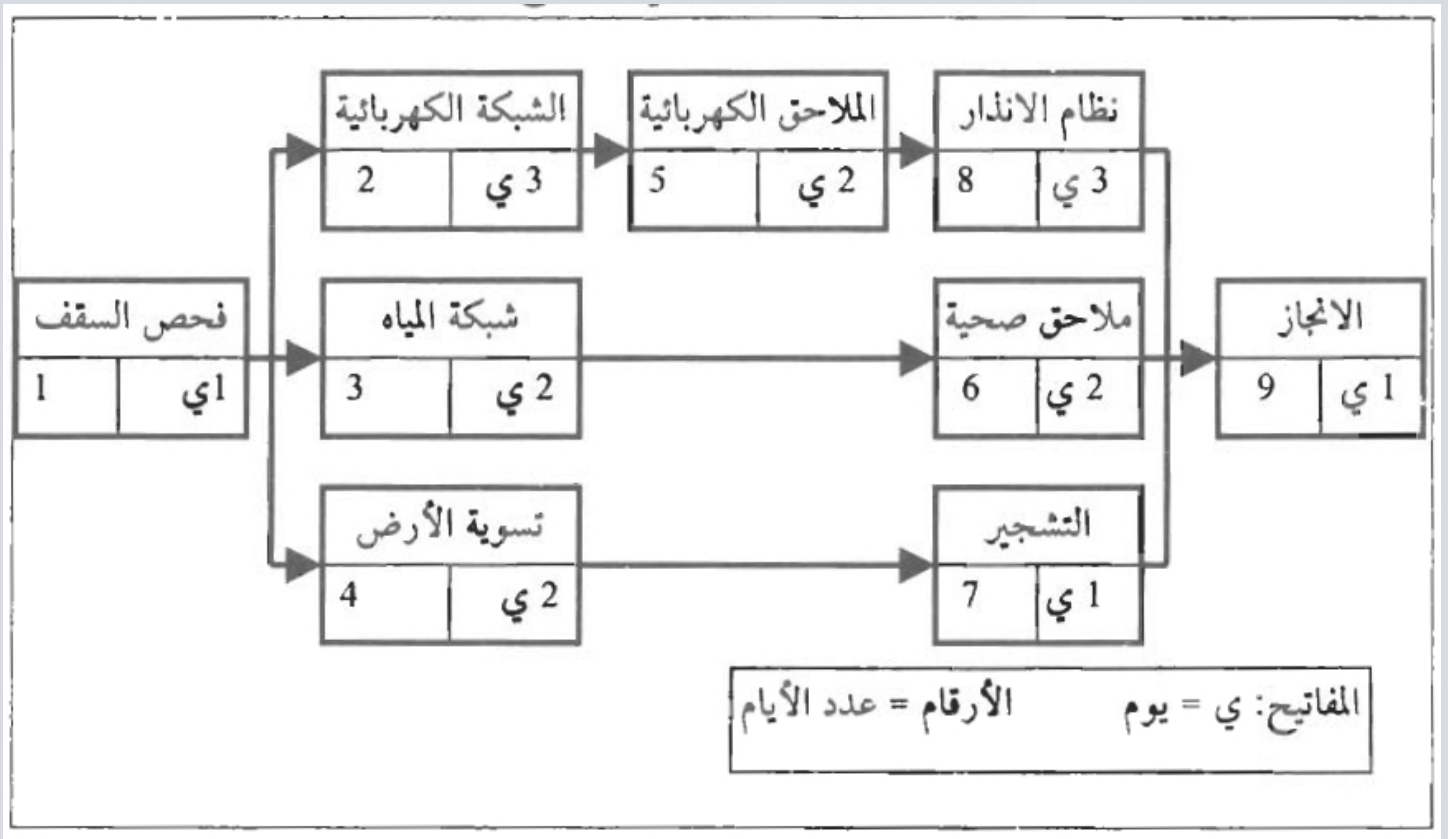 الشبكة الكهربائية
2 3 ي
الملاحق الكهربائية
5 2 ي
نظام الانذار
8 3 ي
فحص السقف
1 1ي
شبكة المياه
3 2 ي
ملاحق صحية
6 2 ي
الانجاز
9 1 ي
تسوية الأرض
4 2 ي
التشجير
7 1 ي
المفاتيح: ي = يوم الأرقام = عدد الأيام